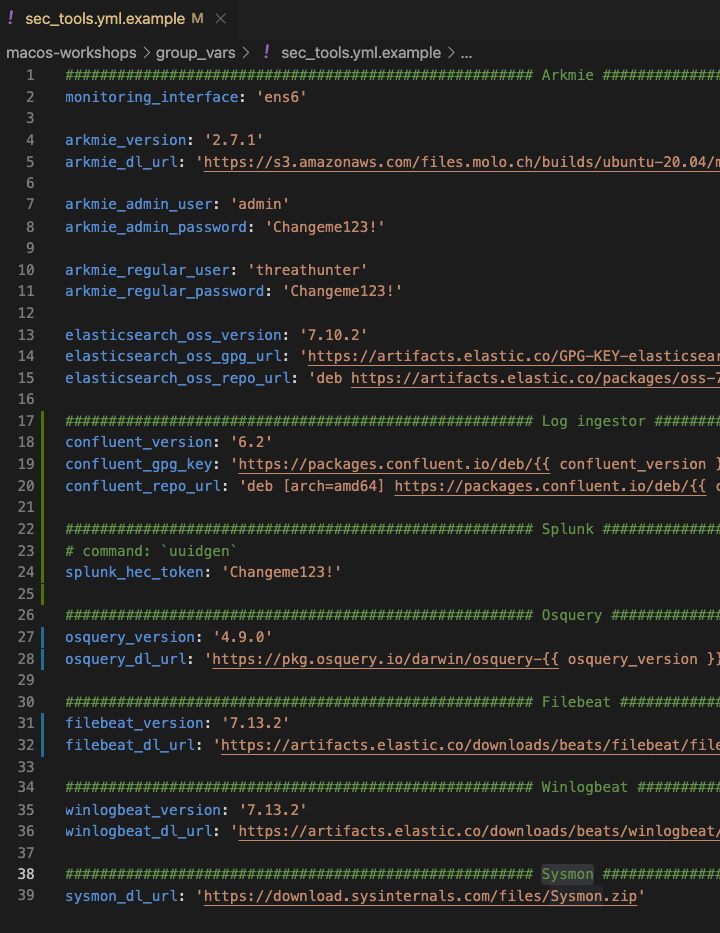 ! sec_tools.yml.example M ×
macos-workshops > group_vars > ! sec_tools.yml.example > ...
1 ###################################################### Arkmie ##############
2 monitoring_interface: 'ens6'
3
4 arkmie_version: '2.7.1'
5 arkmie_dl_url: 'https://s3.amazonaws.com/files.molo.ch/builds/ubuntu-20.04/m
6
7 arkmie_admin_user: 'admin'
8 arkmie_admin_password: 'Changeme123!'
9
10 arkmie_regular_user: 'threathunter'
11 arkmie_regular_password: 'Changeme123!'
12
13 elasticsearch_oss_version: '7.10.2'
14 elasticsearch_oss_gpg_url: 'https://artifacts.elastic.co/GPG-KEY-elasticsear
15 elasticsearch_oss_repo_url: 'deb https://artifacts.elastic.co/packages/oss-7
16
17 ###################################################### Log ingestor ########
18 confluent_version: '6.2'
19 confluent_gpg_key: 'https://packages.confluent.io/deb/{{ confluent_version }
20 confluent_repo_url: 'deb [arch=amd64] https://packages.confluent.io/deb/{{ c
21
22 ###################################################### Splunk ##############
23 # command: `uuidgen`
24 splunk_hec_token: 'Changeme123!'
25
26 ###################################################### Osquery #############
27 osquery_version: '4.9.0'
28 osquery_dl_url: 'https://pkg.osquery.io/darwin/osquery-{{ osquery_version }}
29
30 ###################################################### Filebeat ############
31 filebeat_version: '7.13.2'
32 filebeat_dl_url: 'https://artifacts.elastic.co/downloads/beats/filebeat/file
33
34 ###################################################### Winlogbeat ##########
35 winlogbeat_version: '7.13.2'
36 winlogbeat_dl_url: 'https://artifacts.elastic.co/downloads/beats/winlogbeat/
37
38 ###################################################### Sysmon ##############
39 sysmon_dl_url: 'https://download.sysinternals.com/files/Sysmon.zip'